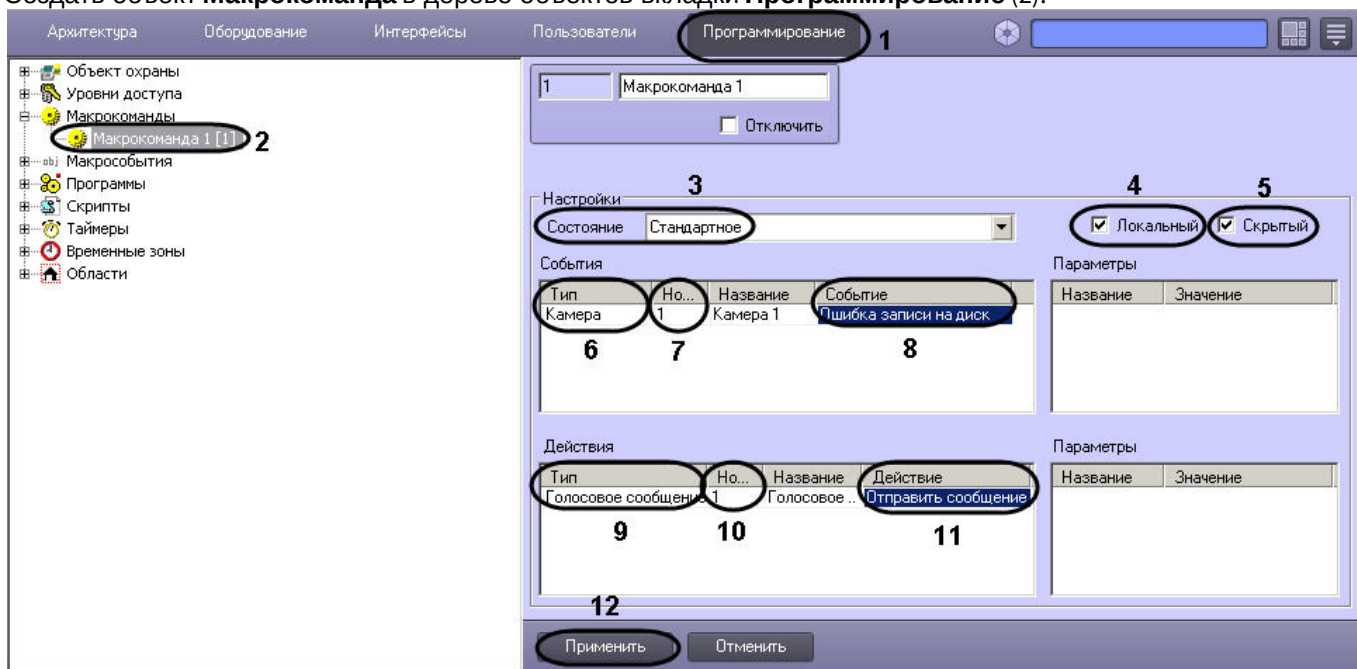 Создать объект Макрокоманда в дереве объектов вкладки Программирование (2).
Архитектура Оборудование Интерфейсы Пользователи Программирование 1
Объект охраны
Уровни доступа
Макрокоманды
Макрокоманда 1 [1] 2
obj Макрособытия
Программы
Скрипты
Таймеры
Временные зоны
Области
1 Макрокоманда 1
Отключить
3 4 5
Настройки
Состояние Стандартное Локальный Скрытый
События Параметры
Тип Но... Название Событие Название Значение
Камера 1 Камера 1 Ошибка записи на диск
6 7 8
Действия Параметры
Тип Но... Название Действие Название Значение
Голосовое сообщение 1 Голосовое .. Отправить сообщение
9 10 11
12
Применить Отменить